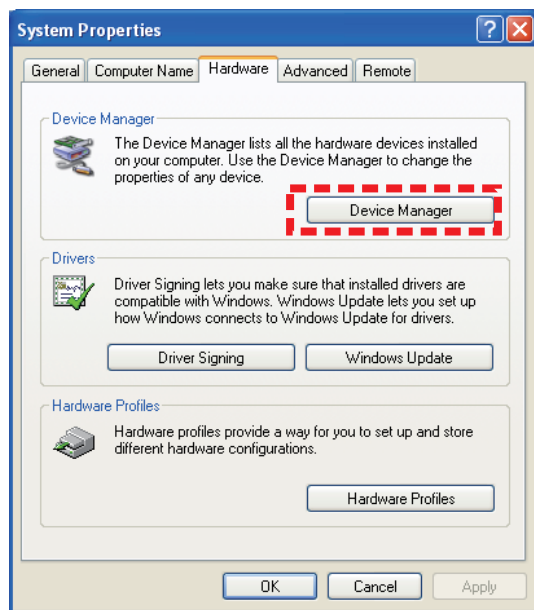 System Properties
General Computer Name Hardware Advanced Remote
Device Manager
The Device Manager lists all the hardware devices installed
on your computer. Use the Device Manager to change the
properties of any device.
Device Manager
Drivers
Driver Signing lets you make sure that installed drivers are
compatible with Windows. Windows Update lets you set up
how Windows connects to Windows Update for drivers.
Driver Signing Windows Update
Hardware Profiles
Hardware profiles provide a way for you to set up and store
different hardware configurations.
Hardware Profiles
OK Cancel Apply